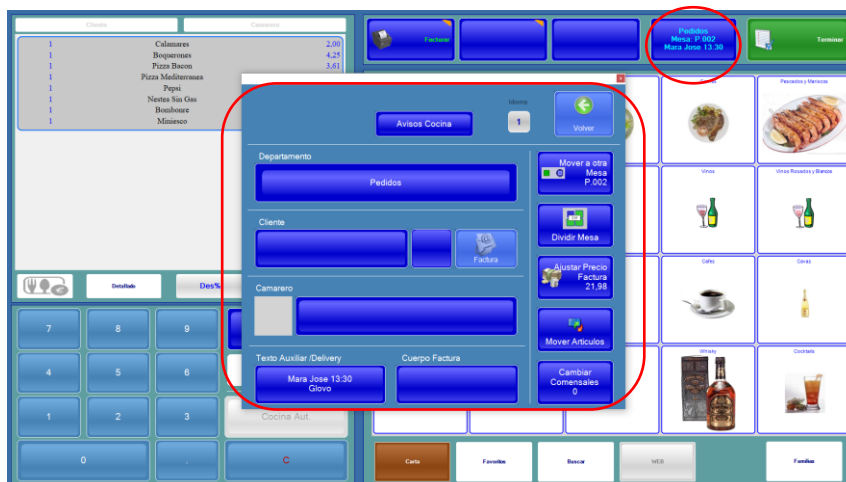 Cliente
Camarero
1 Calamares 2,00
1 Boquerones 4,25
1 Pizza Bacon 3,61
1 Pizza Mediterranea
1 Pepsi
1 Nestea Sin Gas
1
1 Miniesco
Detallado
Des%
7 8 9
4 5 6
1 2 3
Cocina Aut.
0 . C
Facturar
Pedidos
Mesa: P.002
Mara Jose 13:30
Terminar
Avisos Cocina
Idioma
1
Volver
Departamento
Pedidos
Cliente
Factura
Camarero
Texto Auxiliar /Delivery
Mara Jose 13:30
Glovo
Cuerpo Factura
Mover a otra
Mesa
P.002
Dividir Mesa
Ajustar Precio
Factura
21,98
Mover Articulos
Cambiar
Comensales
0
Pescados y Mariscos
Vinos
Vinos Rosados y Blancos
Cafes
Cavas
Whisky
Cocktails
Carta
Favoritos
Buscar
WEB
Familias